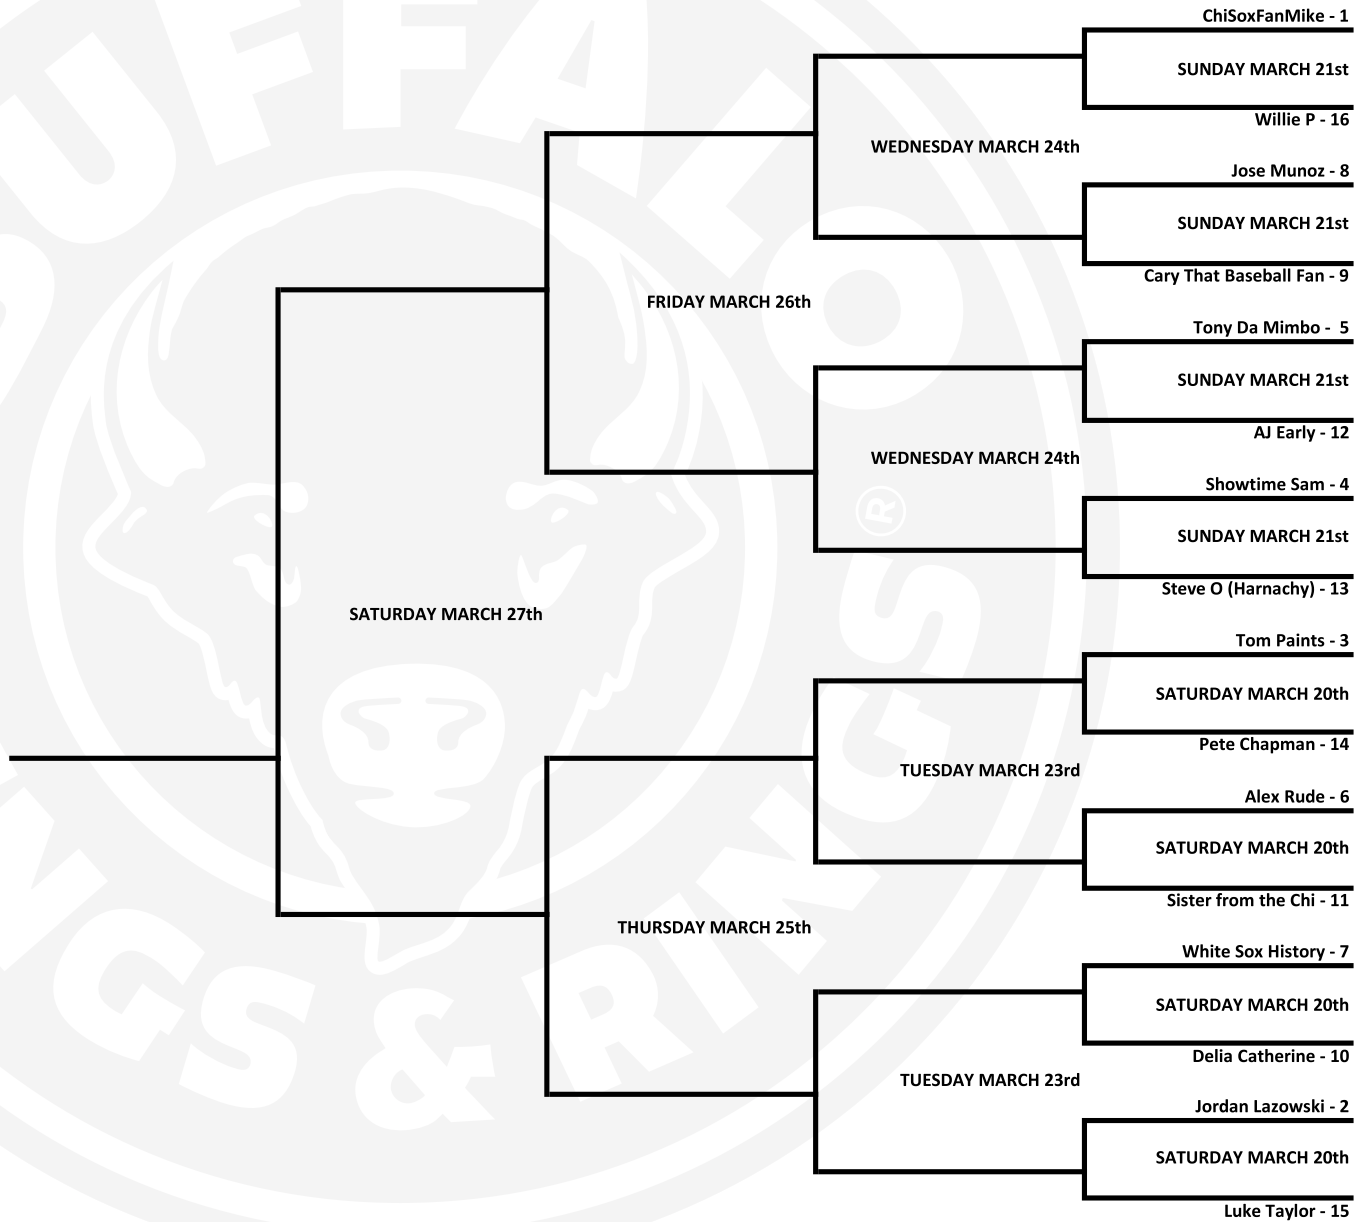 ChiSoxFanMike - 1
SUNDAY MARCH 21st
Willie P - 16
WEDNESDAY MARCH 24th
Jose Munoz - 8
SUNDAY MARCH 21st
Cary That Baseball Fan - 9
FRIDAY MARCH 26th
Tony Da Mimbo -  5
SUNDAY MARCH 21st
AJ Early - 12
WEDNESDAY MARCH 24th
Showtime Sam - 4
SUNDAY MARCH 21st
Steve O (Harnachy) - 13
SATURDAY MARCH 27th
Tom Paints - 3
SATURDAY MARCH 20th
Pete Chapman - 14
TUESDAY MARCH 23rd
Alex Rude - 6
SATURDAY MARCH 20th
Sister from the Chi - 11
THURSDAY MARCH 25th
White Sox History - 7
SATURDAY MARCH 20th
Delia Catherine - 10
TUESDAY MARCH 23rd
Jordan Lazowski - 2
SATURDAY MARCH 20th
Luke Taylor - 15
BUFFALO
WINGS & RINGS
®